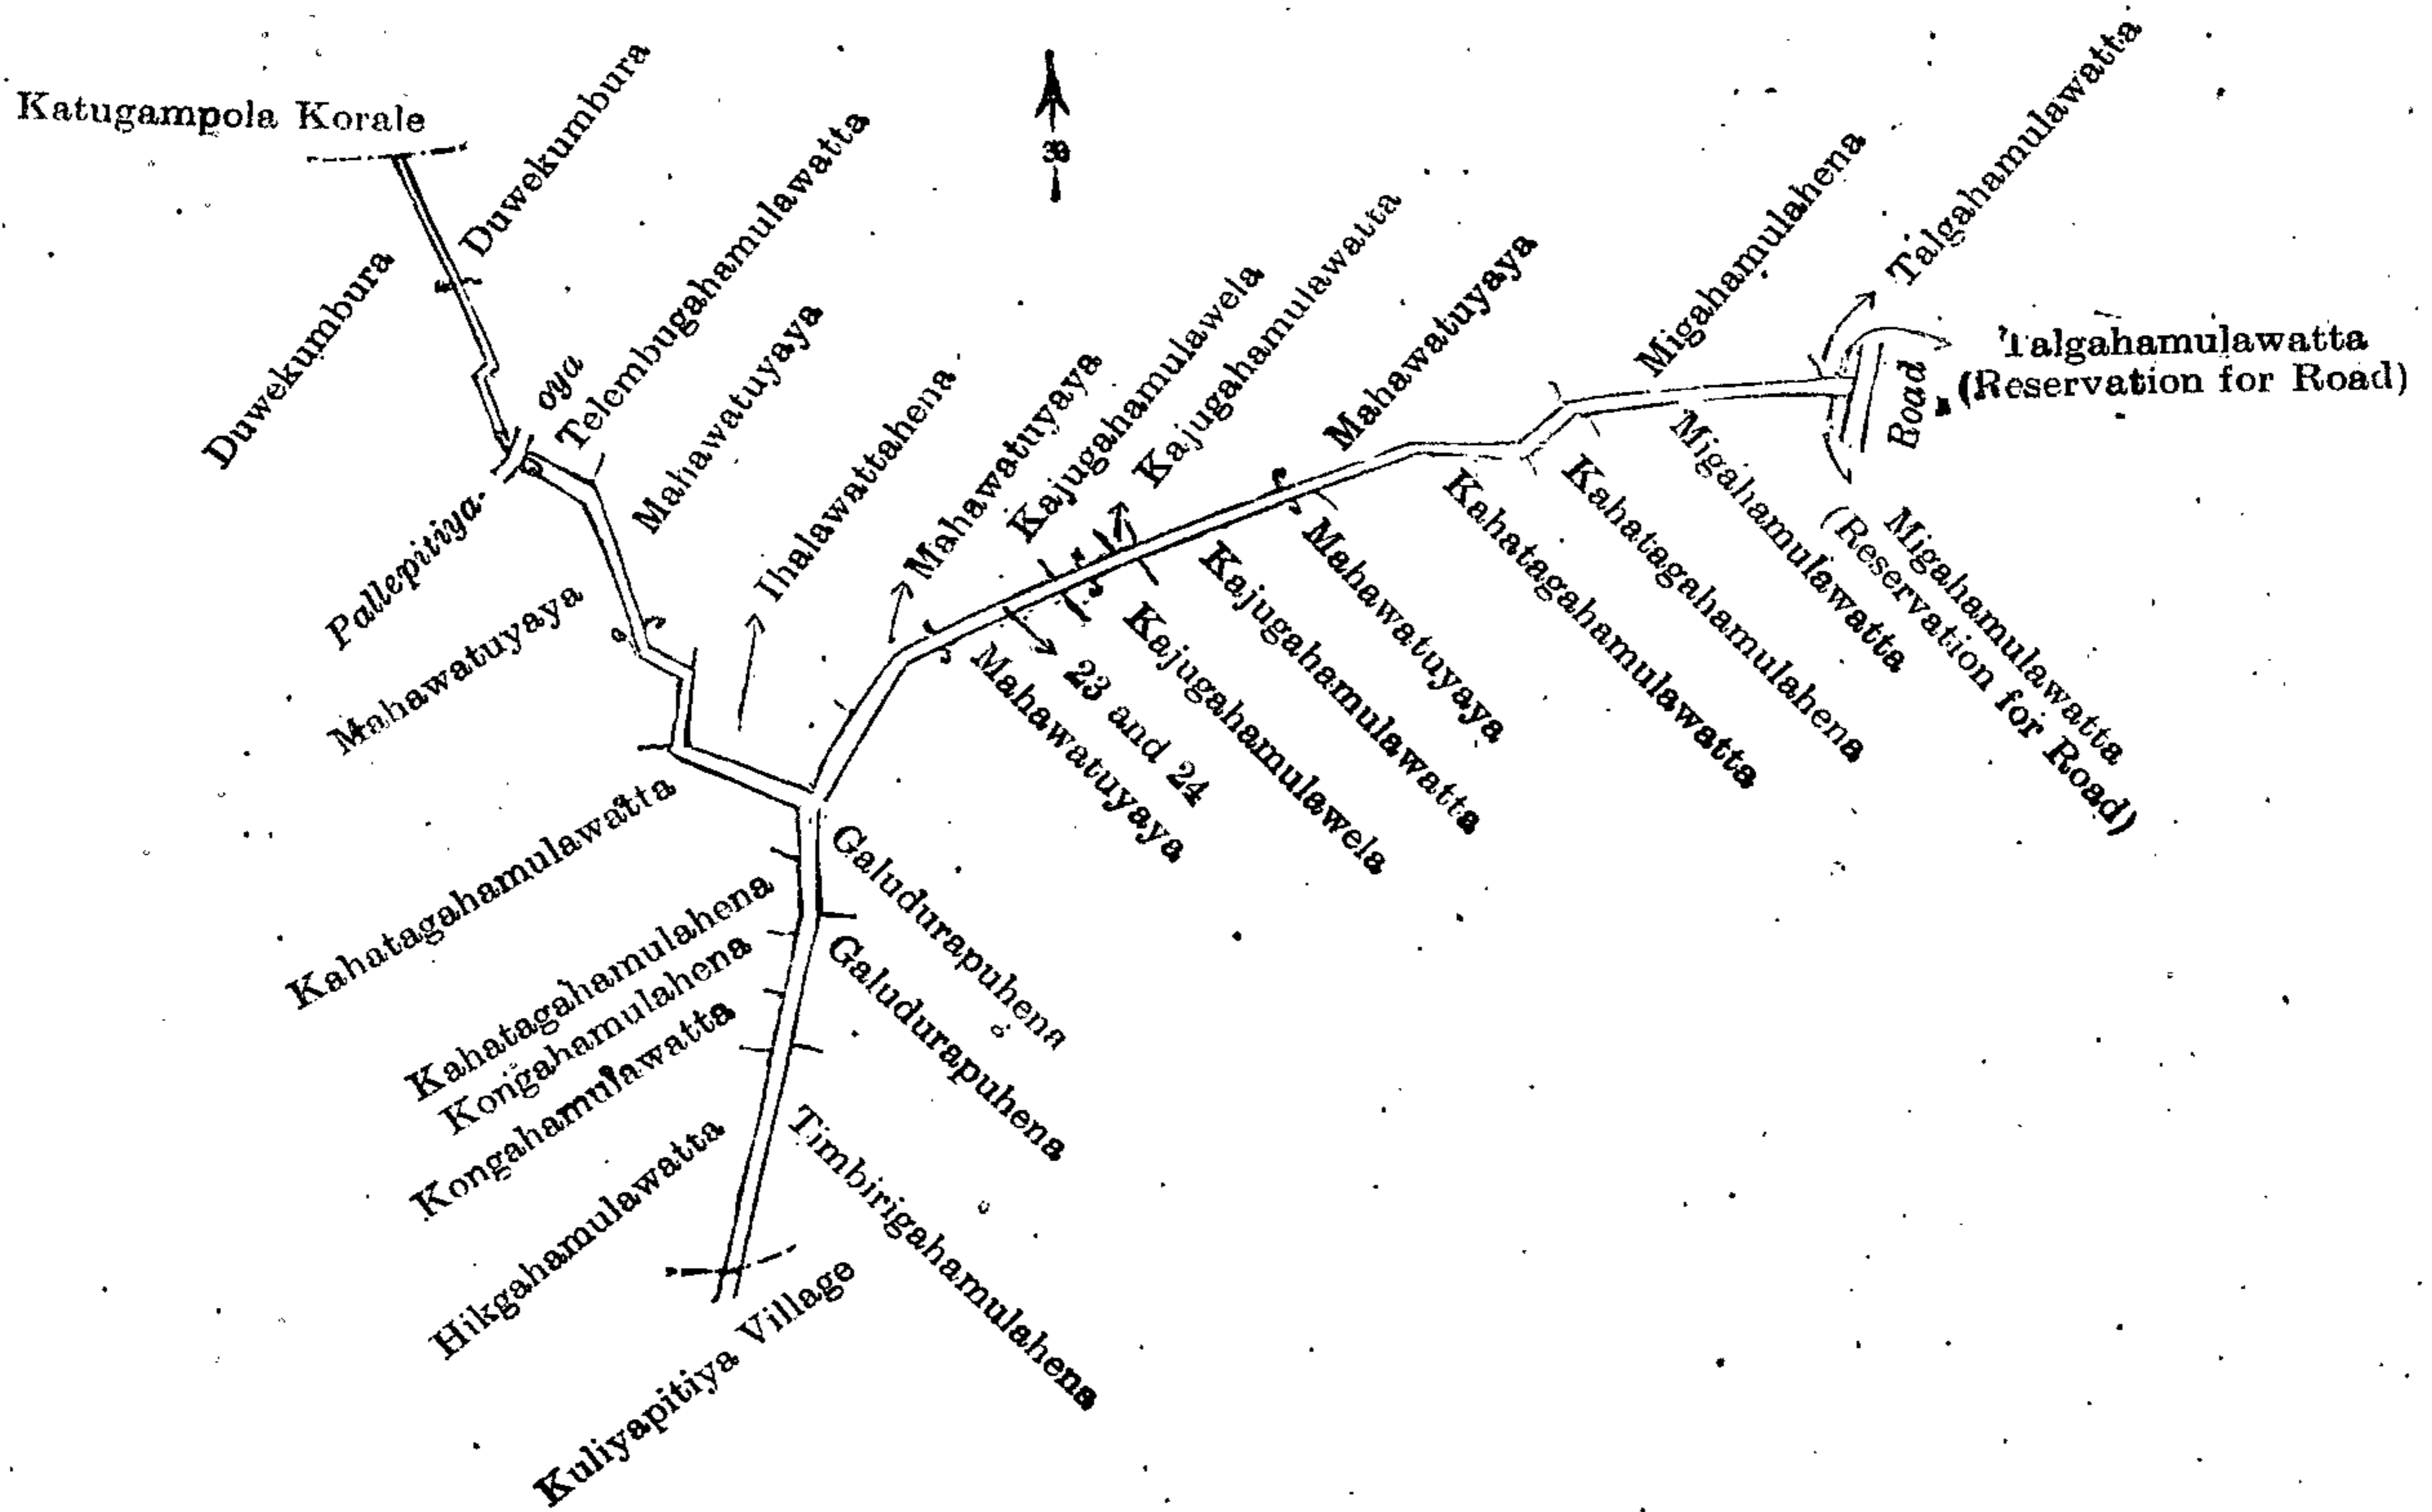 Katugampola Korale
Duwekumbura
Duwekumbura
Pallepitiya oya
Telembugahamulawatta
Mahawatuyaya
Mahawatuyaya
Ihalawattahena
Mahawatuyaya
Kajugahamulawela
Kajugahamulawatta
Mahawatuyaya
Migahamulahena
Talgahamulawatta
Talgahamulawatta
(Reservation for Road)
Road
Migahamulawatta
(Reservation for Road)
Migahamulawatta
Kahatagahamulahena
Kahatagahamulawatta
Mahawatuyaya
Kajugahamulawatta
Kajugahamulawela
23 and 24
Mahawatuyaya
Kahatagahamulawatta
Kahatagahamulahena
Kongahamulahena
Kongahamulawatta
Hikgahamulawatta
Galudurapuhena
Galudurapuhena
Timbirigahamulahena
Kuliyapitiya Village